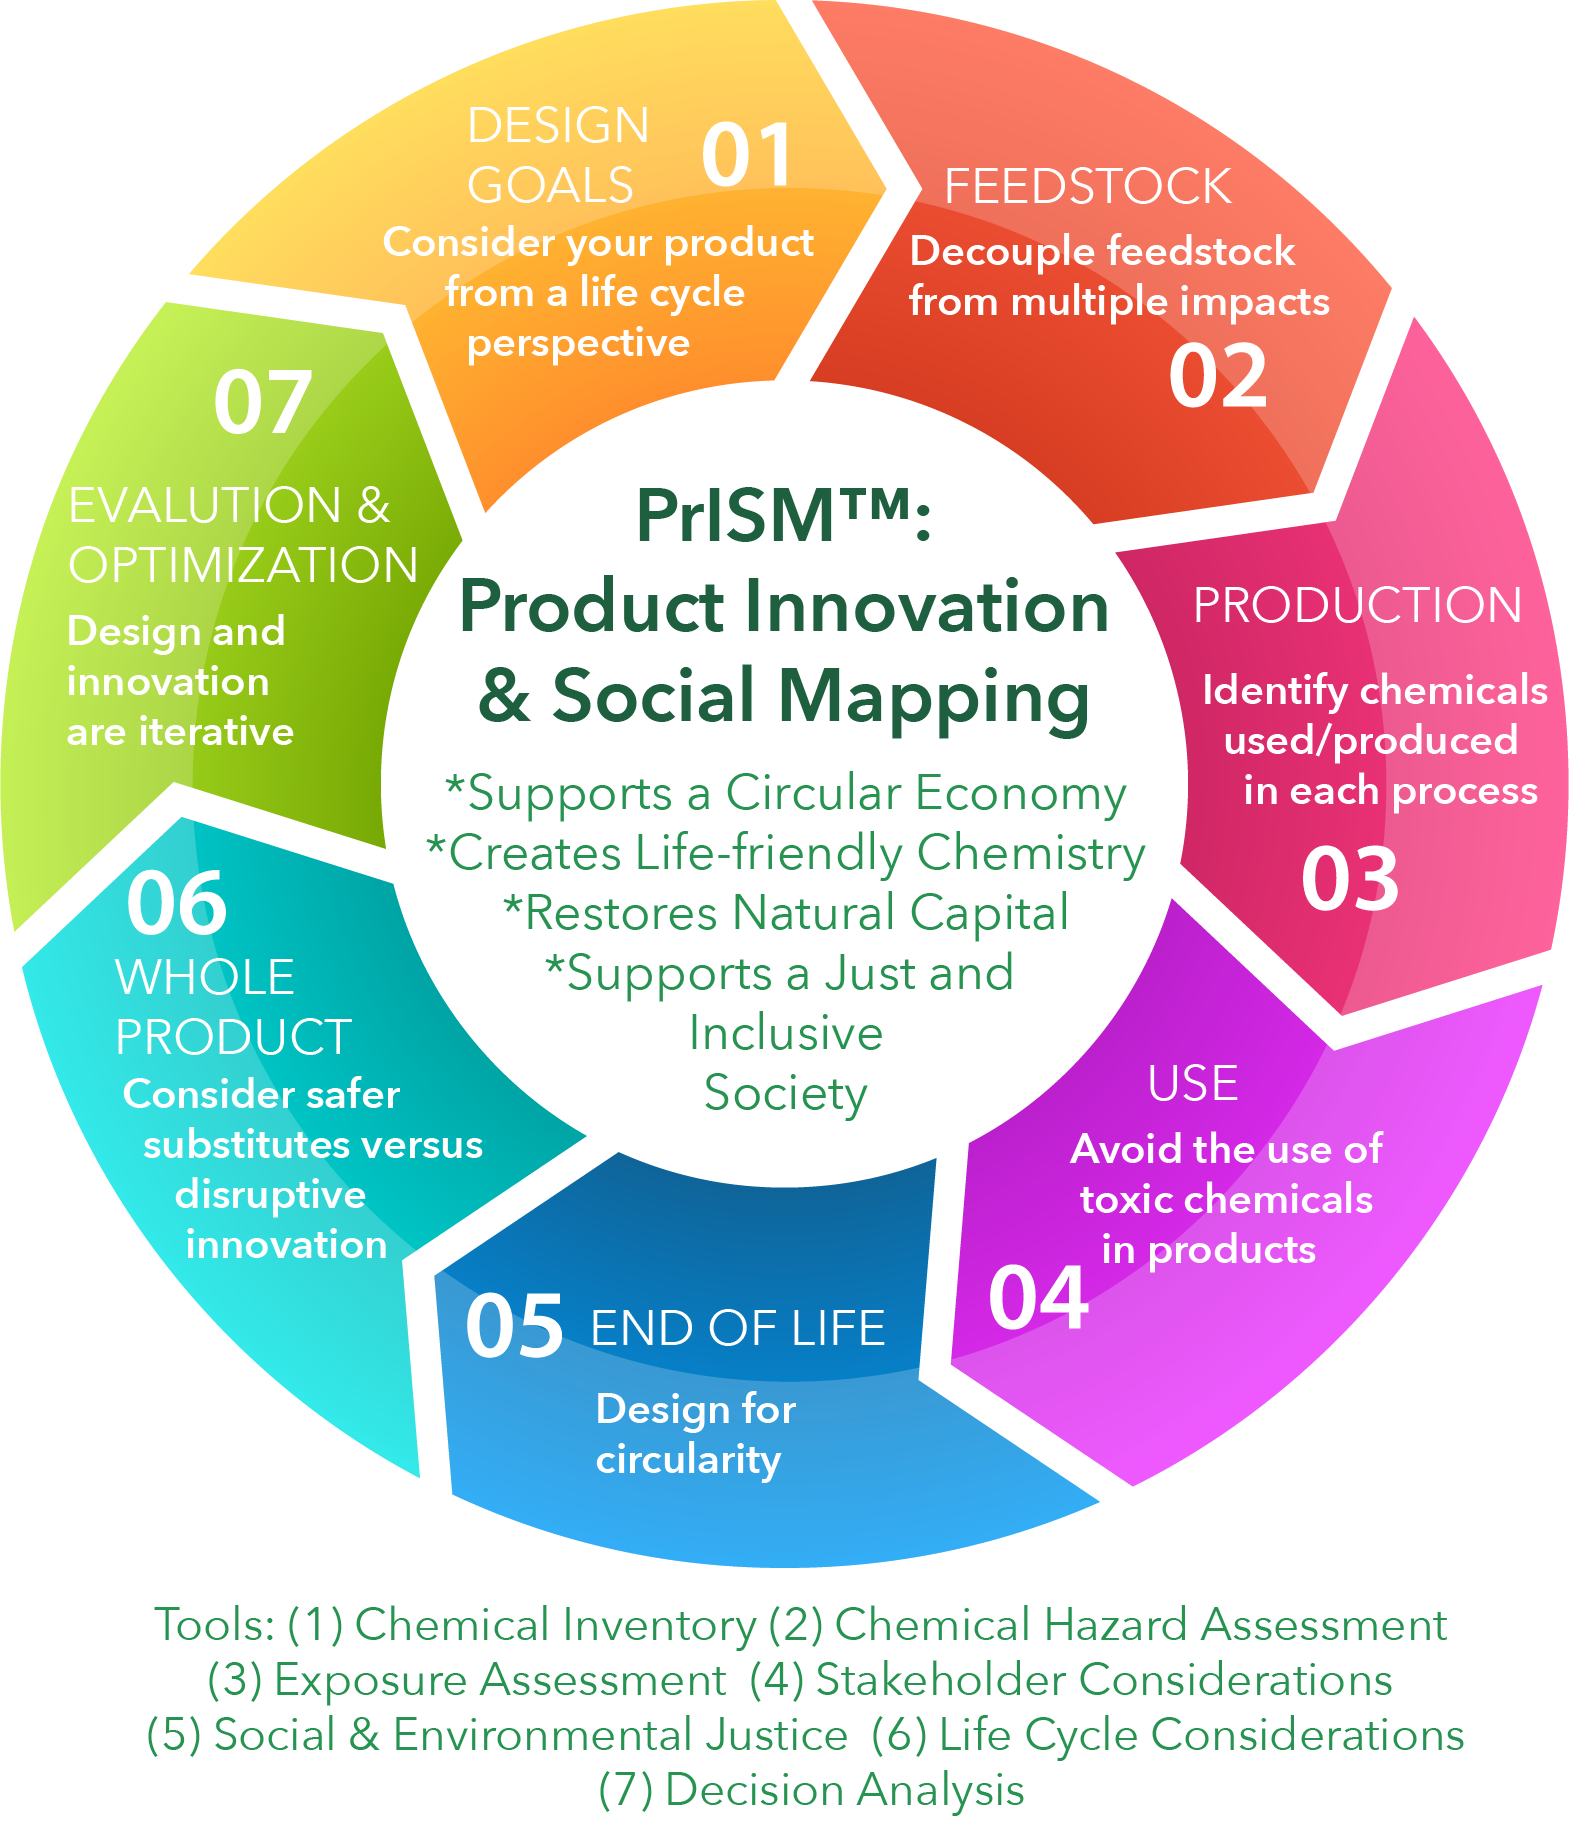 DESIGN
GOALS
01
Consider your product
from a life cycle
perspective
FEEDSTOCK
Decouple feedstock
from multiple impacts
02
PRODUCTION
Identify chemicals
used/produced
in each process
03
USE
Avoid the use of
toxic chemicals
in products
04
05 END OF LIFE
Design for
circularity
06
WHOLE
PRODUCT
Consider safer
substitutes versus
disruptive
innovation
07
EVALUTION &
OPTIMIZATION
Design and
innovation
are iterative
PrISM™:
Product Innovation
& Social Mapping
*Supports a Circular Economy
*Creates Life-friendly Chemistry
*Restores Natural Capital
*Supports a Just and
Inclusive
Society
Tools: (1) Chemical Inventory (2) Chemical Hazard Assessment
(3) Exposure Assessment (4) Stakeholder Considerations
(5) Social & Environmental Justice (6) Life Cycle Considerations
(7) Decision Analysis